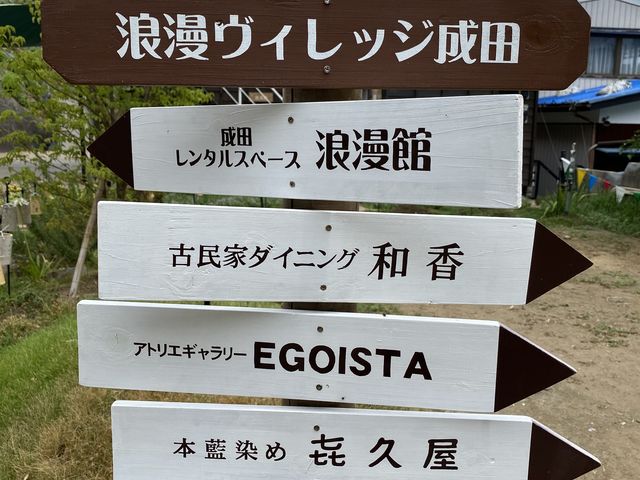 浪漫ヴィレッジ成田
成田
レンタルスペース 浪漫館
古民家ダイニング 和香
アトリエギャラリー EGOISTA
本藍染め 㐂久屋